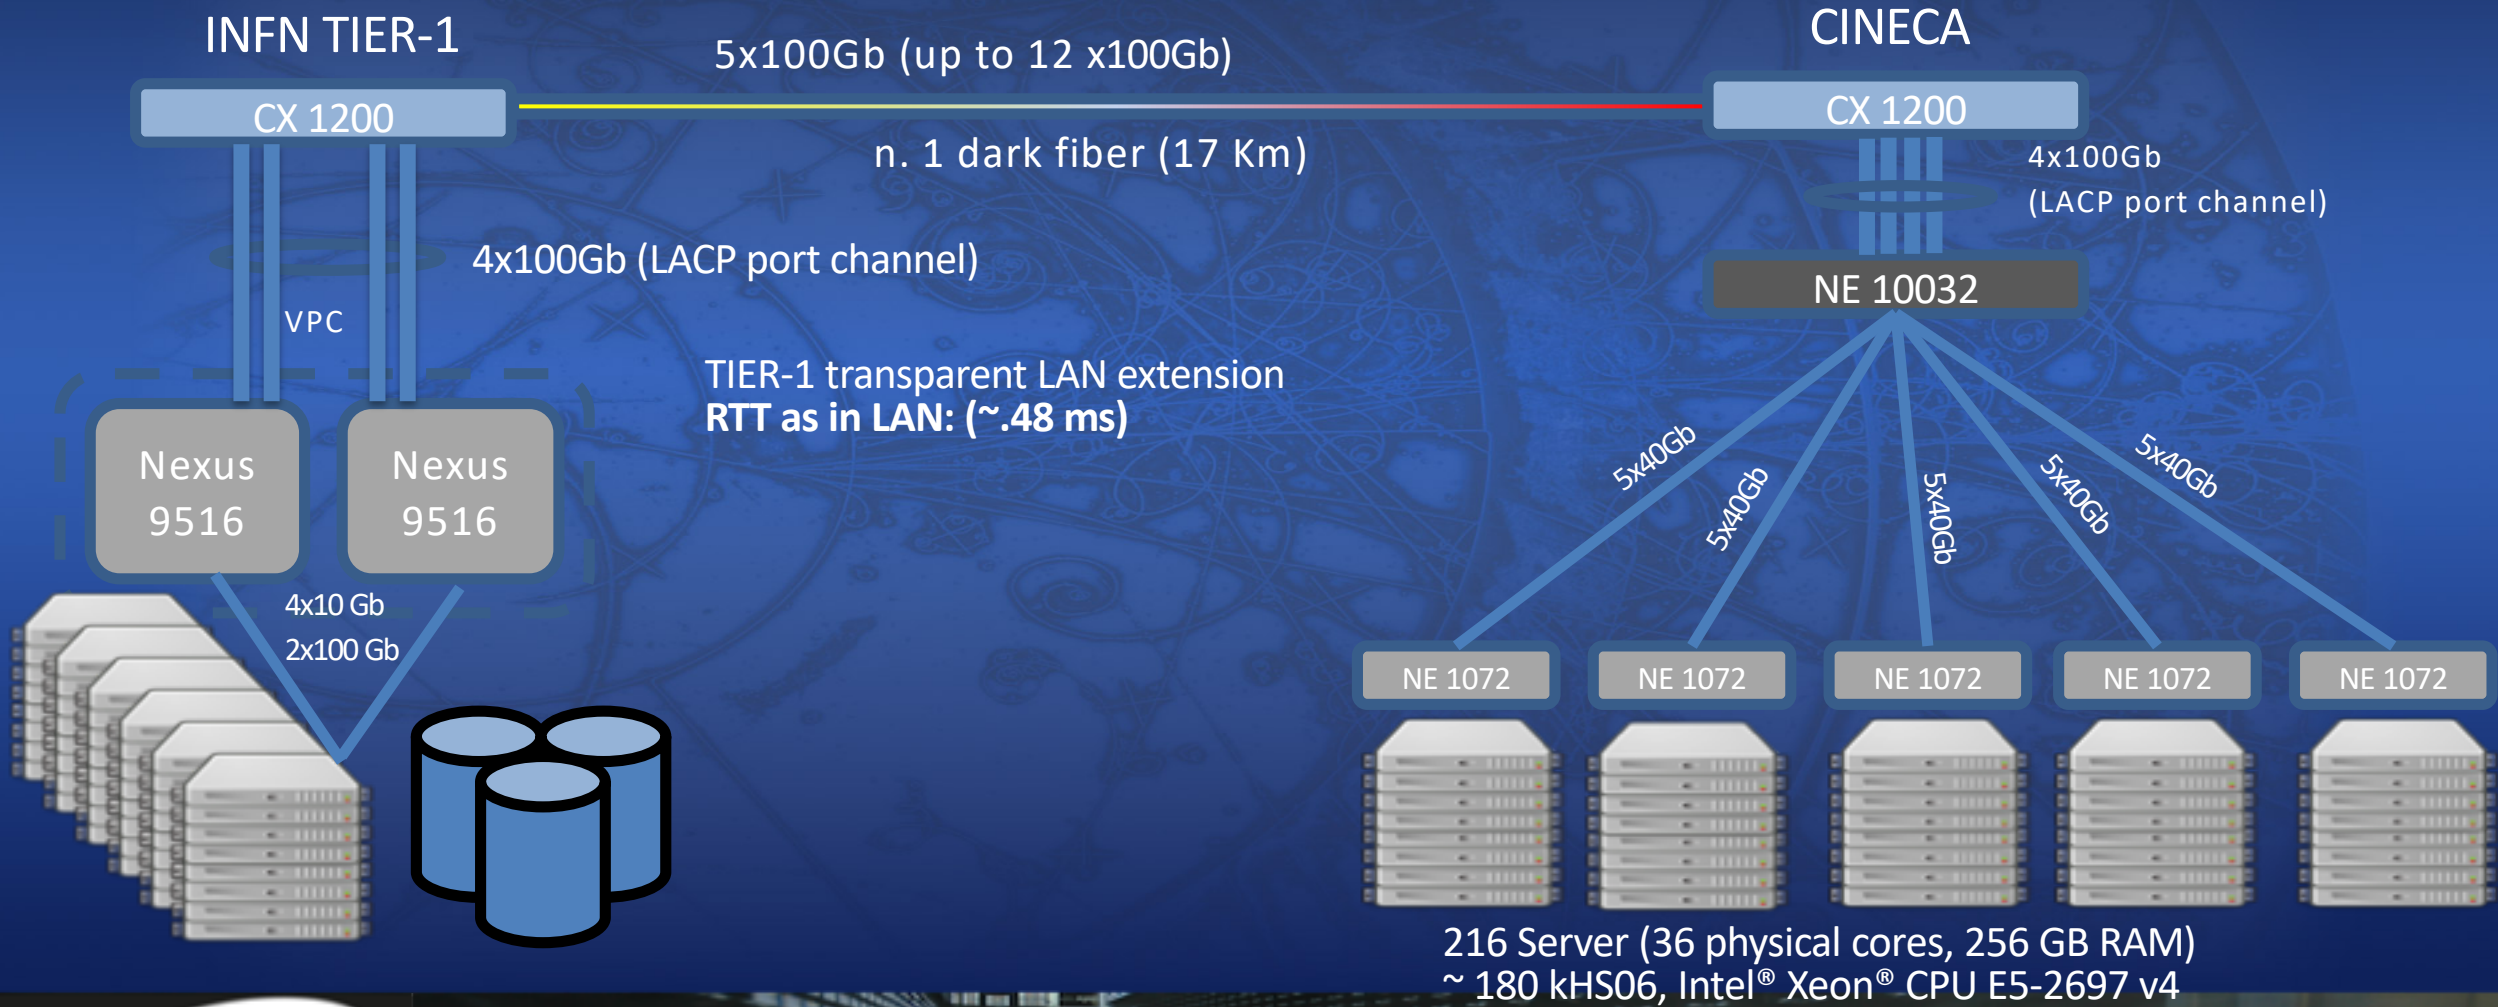 INFN TIER-1
CINECA
5x100Gb (up to 12 x100Gb)
CX 1200
CX 1200
n. 1 dark fiber (17 Km)
4x100Gb
(LACP port channel)
4x100Gb (LACP port channel)
NE 10032
VPC
TIER-1 transparent LAN extension
RTT as in LAN: (~.48 ms)
Nexus
9516
Nexus
9516
5x40Gb
5x40Gb
5x40Gb
5x40Gb
5x40Gb
4x10 Gb
2x100 Gb
NE 1072
NE 1072
NE 1072
NE 1072
NE 1072
216 Server (36 physical cores, 256 GB RAM)
~ 180 kHS06, Intel® Xeon® CPU E5-2697 v4